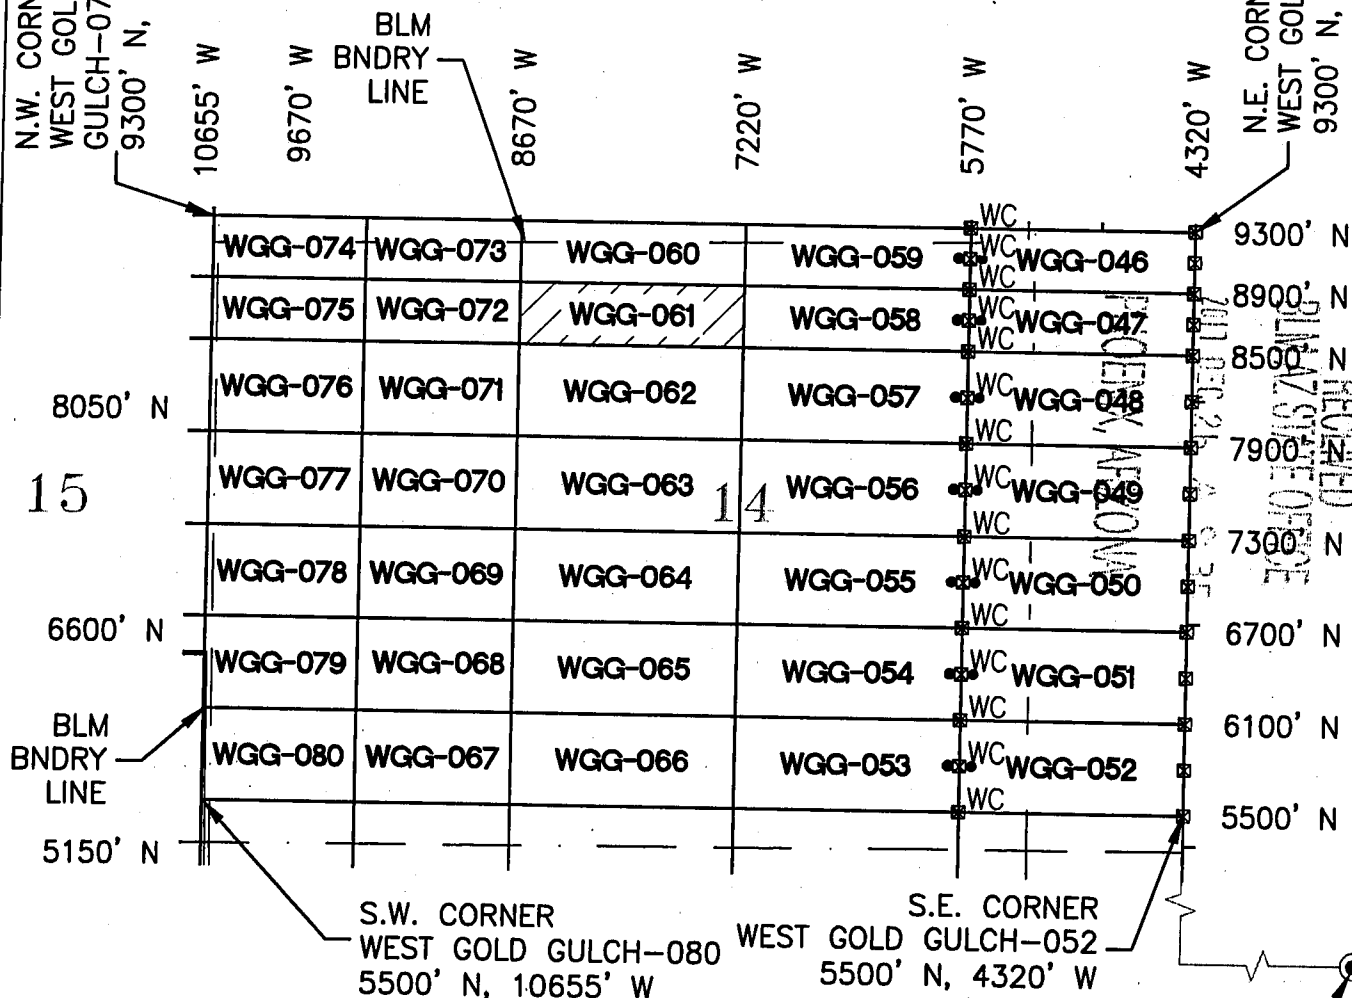 N.W. CORN
WEST GOL
GULCH-07
9300' N,
10655' W
9670' W
BLM
BNDRY
LINE
8670' W
7220' W
5770' W
4320' W
N.E. CORN
WEST GOL
9300' N,
WGG-074 WGG-073 WGG-060 WGG-059 WC WC WGG-046 9300' N
WC 8900' N
WGG-075 WGG-072 WGG-061 WGG-058 WC WGG-047
WC 8500' N
WGG-076 WGG-071 WGG-062 WGG-057 WC WGG-048
8050' N
WC 7900' N
15 WGG-077 WGG-070 WGG-063 14 WGG-056 WC WGG-049
WC 7300' N
WGG-078 WGG-069 WGG-064 WGG-055 WC WGG-050
6600' N WC 6700' N
WGG-079 WGG-068 WGG-065 WGG-054 WC WGG-051
WC 6100' N
BLM
BNDRY
LINE
WGG-080 WGG-067 WGG-066 WGG-053 WC WGG-052
WC 5500' N
5150' N
S.W. CORNER
WEST GOLD GULCH-080
5500' N, 10655' W
S.E. CORNER
WEST GOLD GULCH-052
5500' N, 4320' W
RECEIVED
BLM AZ STATE OFFICE